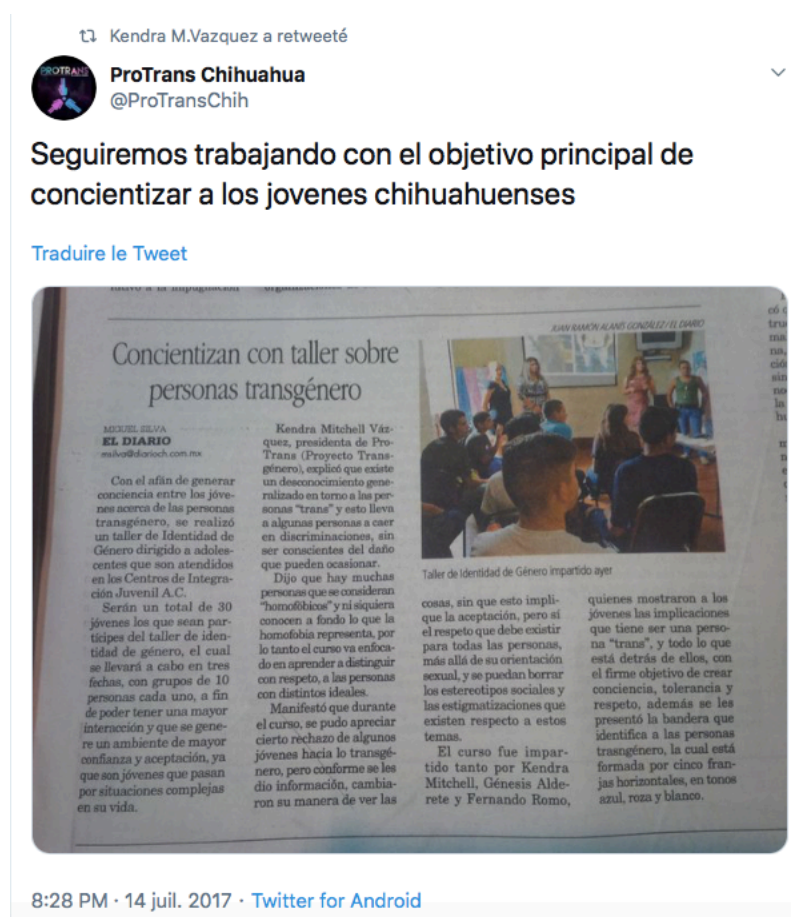 Kendra M.Vazquez a retweeté
PROTRANS
ProTrans Chihuahua
@ProTransChih
Seguiremos trabajando con el objetivo principal de
concientizar a los jovenes chihuahuenses
Traduire le Tweet
JUAN RAMÓN ALANÍS GONZÁLEZ / EL DIARIO
Concientizan con taller sobre
personas transgénero
MIGUEL SILVA
EL DIARIO
msilva@diarioch.com.mx
Con el afán de generar
conciencia entre los jóve-
nes acerca de las personas
transgénero, se realizó
un taller de Identidad de
Género dirigido a adoles-
centes que son atendidos
en los Centros de Integra-
ción Juvenil A.C.
Serán un total de 30
jóvenes los que sean par-
tícipes del taller de iden-
tidad de género, el cual
se llevará a cabo en tres
fechas, con grupos de 10
personas cada uno, a fin
de poder tener una mayor
interacción y que se gene-
re un ambiente de mayor
confianza y aceptación, ya
que son jóvenes que pasan
por situaciones complejas
en su vida.
Kendra Mitchell Váz-
quez, presidenta de Pro-
Trans (Proyecto Trans-
género), explicó que existe
un desconocimiento gene-
ralizado en torno a las per-
sonas "trans" y esto lleva
a algunas personas a caer
en discriminaciones, sin
ser conscientes del daño
que pueden ocasionar.
Dijo que hay muchas
personas que se consideran
"homofóbicos" y ni siquiera
conocen a fondo lo que la
homofobia representa, por
lo tanto el curso va enfoca-
do en aprender a distinguir
con respeto, a las personas
con distintos ideales.
Manifestó que durante
el curso, se pudo apreciar
cierto rechazo de algunos
jóvenes hacia lo transgé-
nero, pero conforme se les
dio información, cambia-
ron su manera de ver las
Taller de Identidad de Género impartido ayer
cosas, sin que esto impli-
que la aceptación, pero sí
el respeto que debe existir
para todas las personas,
más allá de su orientación
sexual, y se puedan borrar
los estereotipos sociales y
las estigmatizaciones que
existen respecto a estos
temas.
El curso fue impar-
tido tanto por Kendra
Mitchell, Génesis Alde-
rete y Fernando Romo,
quienes mostraron a los
jóvenes las implicaciones
que tiene ser una perso-
na "trans", y todo lo que
está detrás de ellos, con
el firme objetivo de crear
conciencia, tolerancia y
respeto, además se les
presentó la bandera que
identifica a las personas
trasngénero, la cual está
formada por cinco fran-
jas horizontales, en tonos
azul, roza y blanco.
8:28 PM · 14 juil. 2017 · Twitter for Android